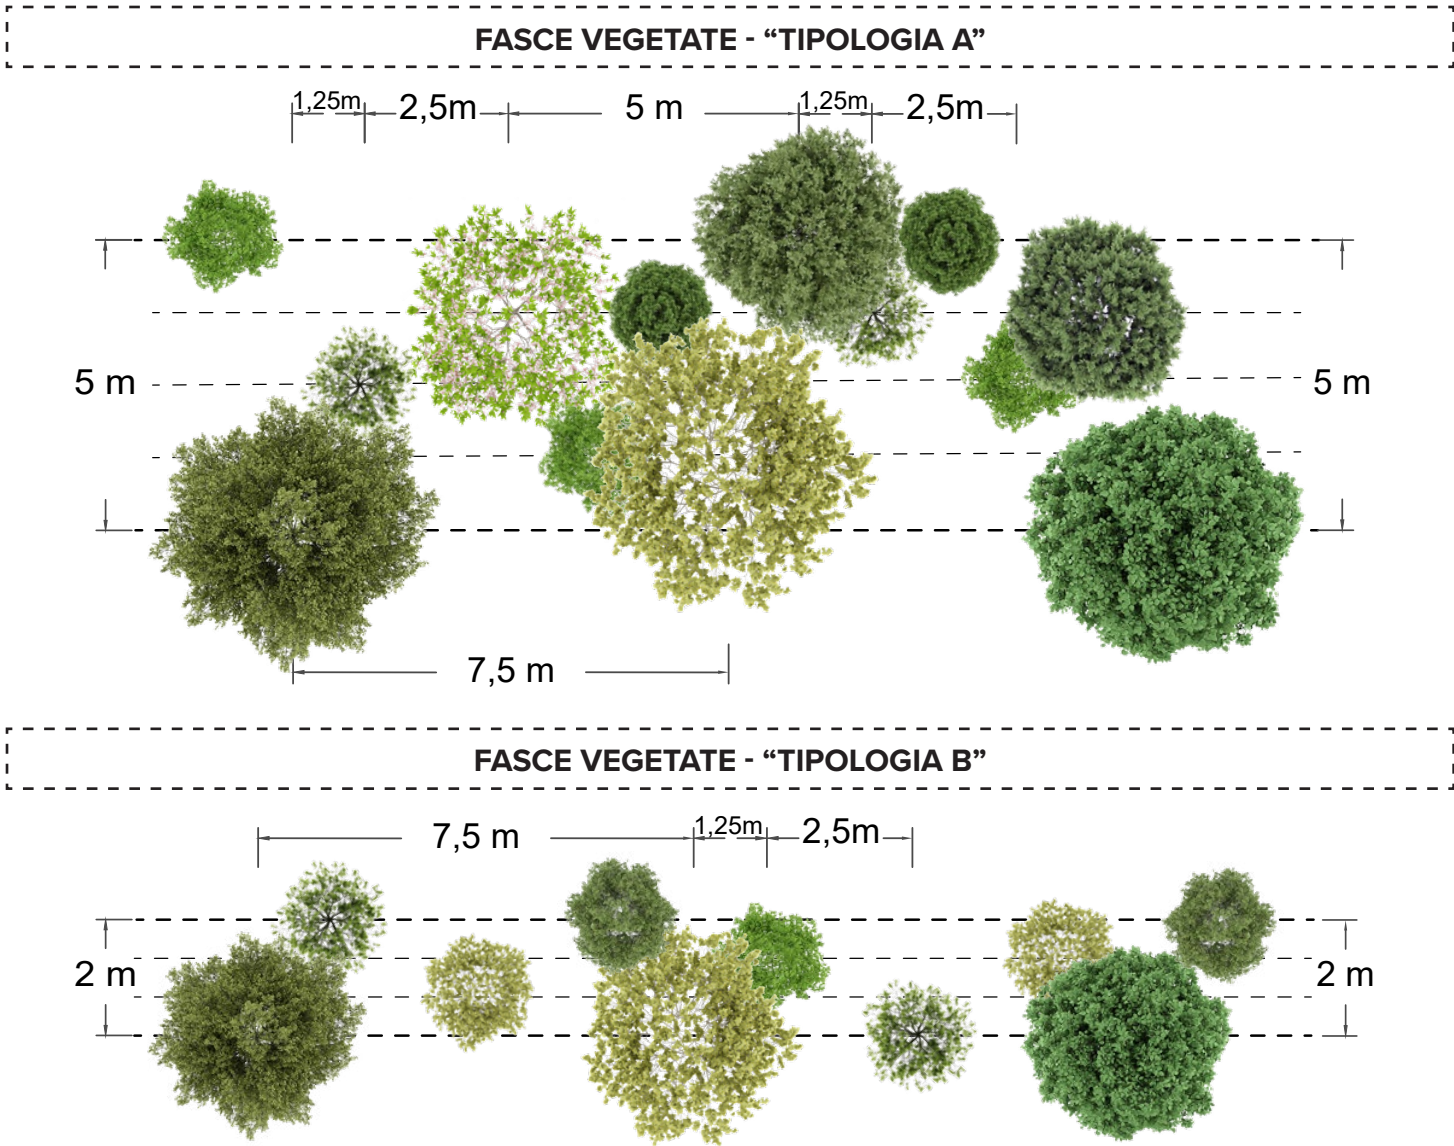 FASCE VEGETATE - “TIPOLOGIA A”
1,25m 2,5m 5 m 1,25m 2,5m
5 m 5 m
7,5 m
FASCE VEGETATE - “TIPOLOGIA B”
7,5 m 1,25m 2,5m
2 m 2 m